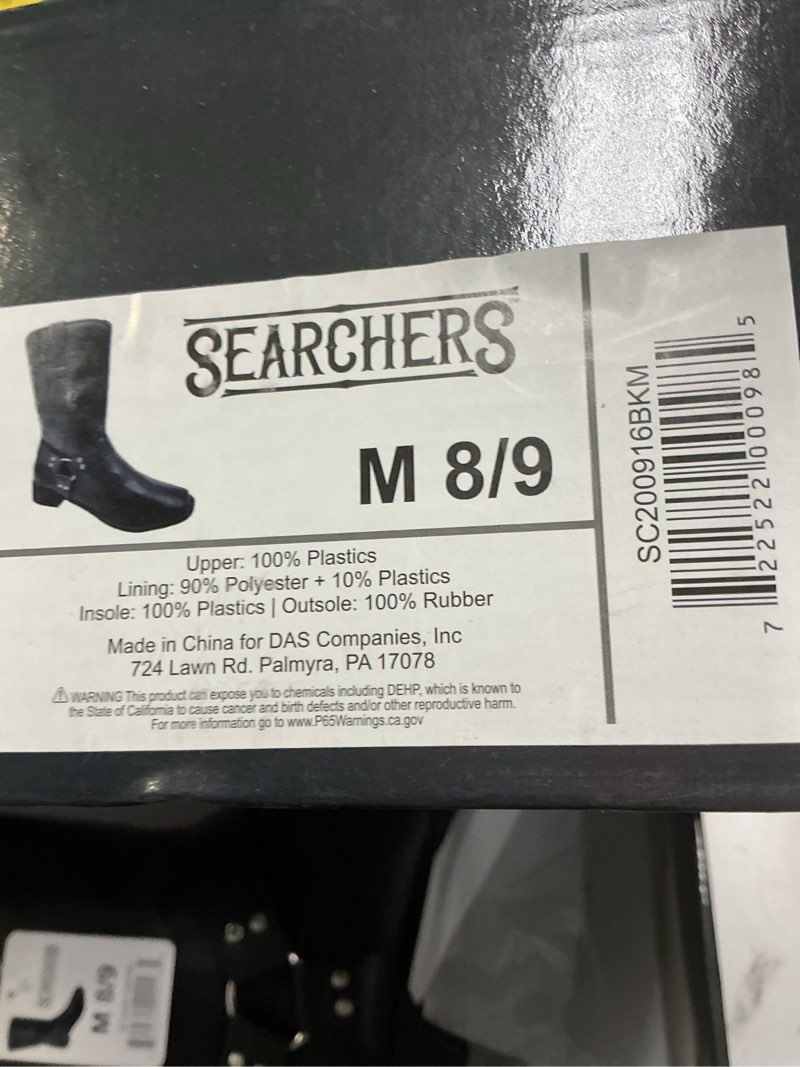 SEARCHERS™
M 8/9
Upper: 100% Plastics
Lining: 90% Polyester + 10% Plastics
Insole: 100% Plastics | Outsole: 100% Rubber
Made in China for DAS Companies, Inc
724 Lawn Rd. Palmyra, PA 17078
⚠ WARNING This product can expose you to chemicals including DEHP, which is known to
the State of California to cause cancer and birth defects and/or other reproductive harm.
For more information go to www.P65Warnings.ca.gov
SC200916BKM
7 22522 00098 5
SEARCHERS
M 8/9